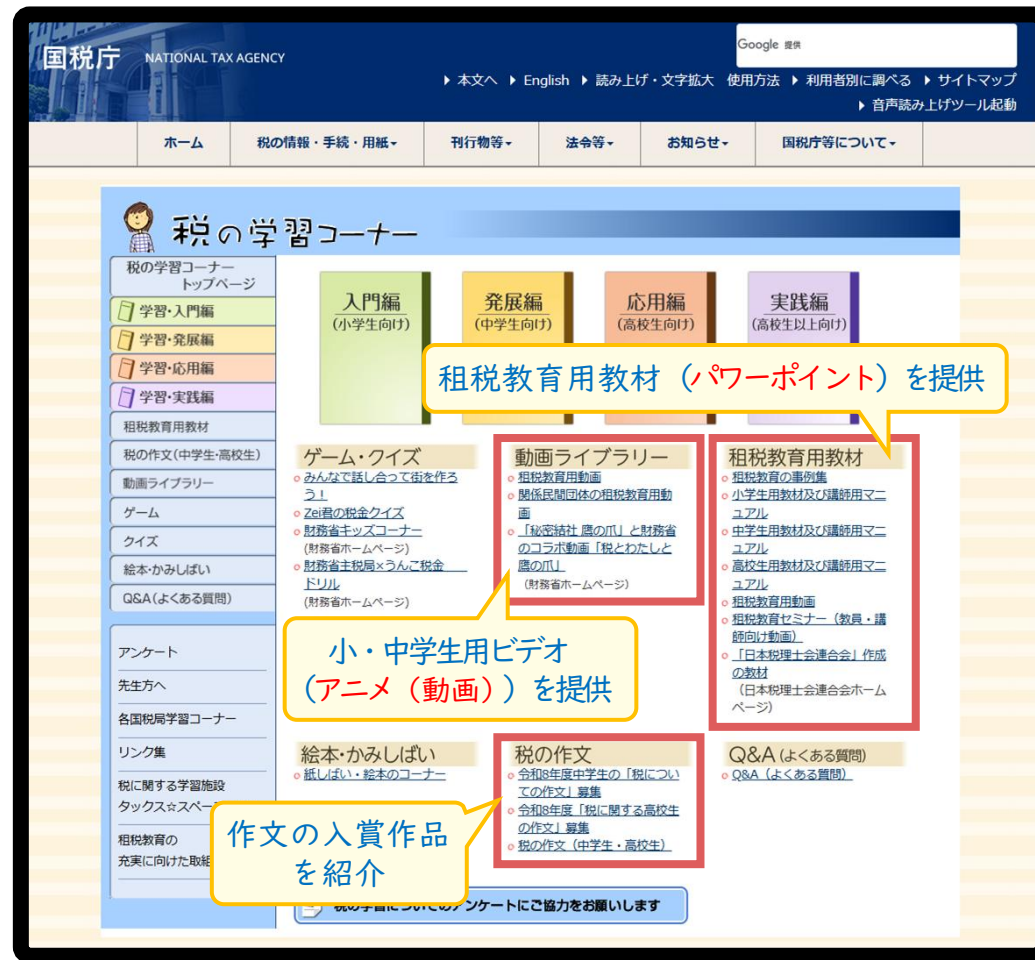 国税庁 NATIONAL TAX AGENCY
Google 提供
本文へ English 読み上げ・文字拡大 使用方法 利用者別に調べる サイトマップ
音声読み上げツール起動
ホーム 税の情報・手続・用紙 刊行物等 法令等 お知らせ 国税庁等について
税の学習コーナー
税の学習コーナー
トップページ
学習・入門編
学習・発展編
学習・応用編
学習・実践編
租税教育用教材
税の作文(中学生・高校生)
動画ライブラリー
ゲーム
クイズ
絵本・かみしばい
Q&A(よくある質問)
アンケート
先生方へ
各国税局学習コーナー
リンク集
税に関する学習施設
タックス☆スペー
租税教育の
充実に向けた取組
入門編
(小学生向け)
発展編
(中学生向け)
応用編
(高校生向け)
実践編
(高校生以上向け)
租税教育用教材（パワーポイント）を提供
ゲーム・クイズ
みんなで話し合って街を作ろ
う！
Zei君の税金クイズ
財務省キッズコーナー
(財務省ホームページ)
財務省主税局×うんこ税金
ドリル
(財務省ホームページ)
動画ライブラリー
租税教育用動画
関係民間団体の租税教育用動
画
「秘密結社 鷹の爪」と財務省
のコラボ動画「税とわたしと
鷹の爪」
（財務省ホームページ）
租税教育用教材
租税教育の事例集
小学生用教材及び講師用マニ
ュアル
中学生用教材及び講師用マニ
ュアル
高校生用教材及び講師用マニ
ュアル
租税教育用動画
租税教育セミナー（教員・講
師向け動画）
「日本税理士会連合会」作成
の教材
（日本税理士会連合会ホーム
ページ）
小・中学生用ビデオ
（アニメ（動画））を提供
絵本・かみしばい
紙しばい・絵本のコーナー
税の作文
令和8年度中学生の「税につい
ての作文」募集
令和8年度「税に関する高校生
の作文」募集
税の作文（中学生・高校生）
Q&A (よくある質問)
Q&A（よくある質問）
作文の入賞作品
を紹介
税の学習についてのアンケートにご協力をお願いします